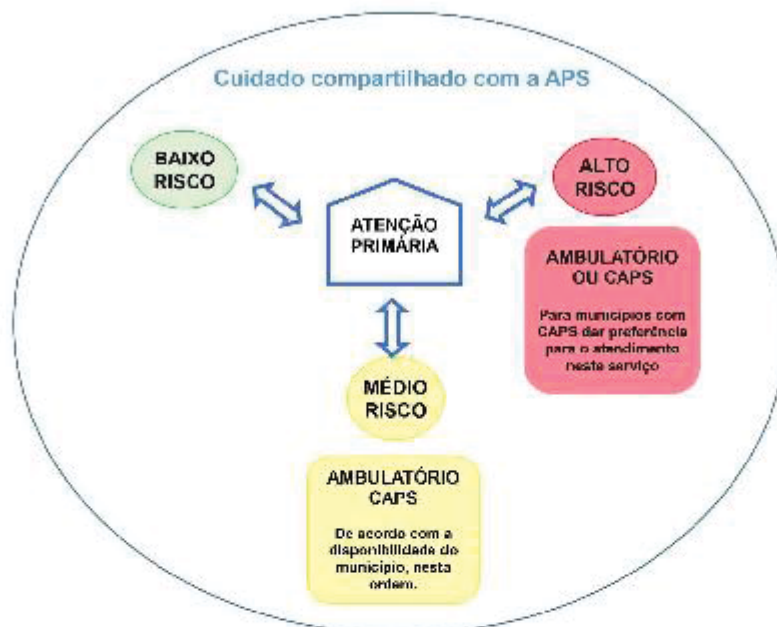 Cuidado compartilhado com a APS
BAIXO
RISCO
ATENÇÃO
PRIMÁRIA
ALTO
RISCO
AMBULATÓRIO
OU CAPS
Para municípios com
CAPS dar preferência
para o atendimento
neste serviço
MÉDIO
RISCO
AMBULATÓRIO
CAPS
De acordo com a
disponibilidade do
município, nesta
ordem.